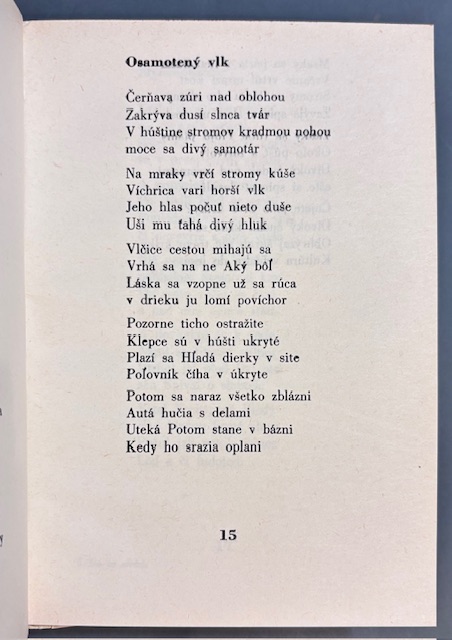 Osamotený vlk
Čerňava zúri nad oblohou
Zakrýva dusí slnca tvár
V húštine stromov kradmou nohou
moce sa divý samotár
Na mraky vrčí stromy kúše
Víchrica vari horší vlk
Jeho hlas počuť nieto duše
Uši mu ťahá divý hluk
Vlčice cestou mihajú sa
Vrhá sa na ne Aký bôľ
Láska sa vzopne už sa rúca
v drieku ju lomí povíchor
Pozorne ticho ostražite
Klepce sú v húšti ukryté
Plazí sa Hľadá dierky v site
Poľovník číha v úkryte
Potom sa naraz všetko zblázni
Autá hučia s delami
Uteká Potom stane v bázni
Kedy ho srazia oplani
15